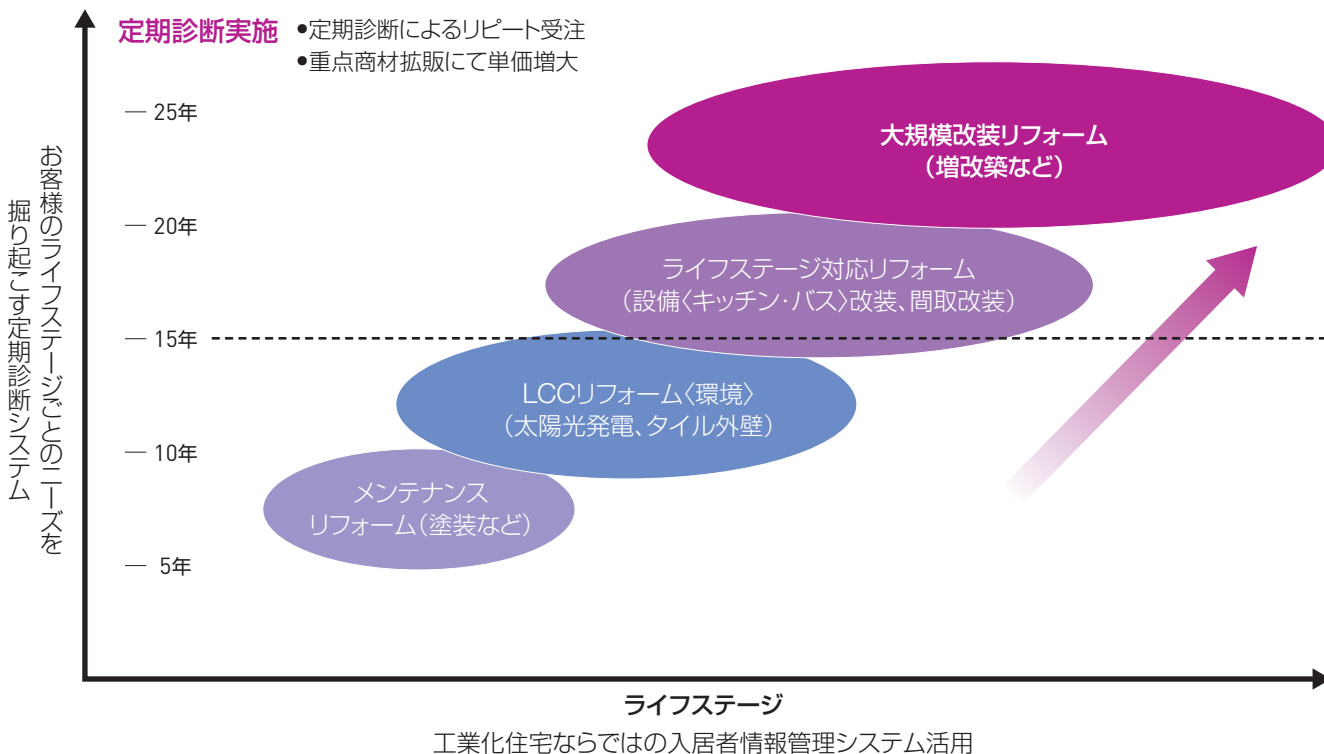 定期診断実施
●定期診断によるリピート受注
●重点商材拡販にて単価増大
お客様のライフステージごとのニーズを
掘り起こす定期診断システム
25年
20年
15年
10年
5年
大規模改装リフォーム
（増改築など）
ライフステージ対応リフォーム
（設備〈キッチン・バス〉改装、間取改装）
LCCリフォーム〈環境〉
（太陽光発電、タイル外壁）
メンテナンス
リフォーム（塗装など）
ライフステージ
工業化住宅ならではの入居者情報管理システム活用